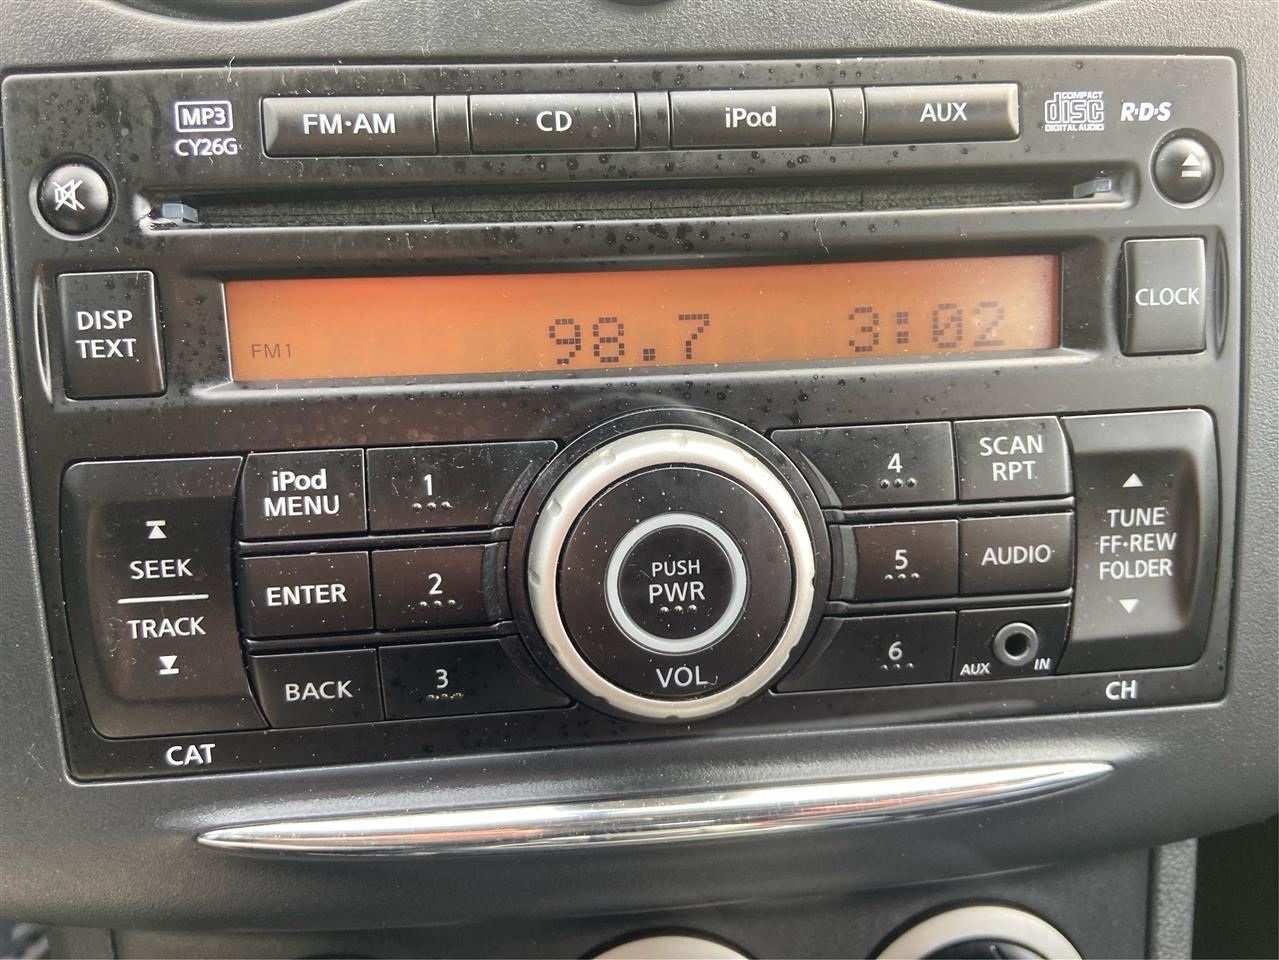 MP3
CY26G
FM·AM
CD
iPod
AUX
COMPACT
disc
DIGITAL AUDIO
R·D·S
DISP
TEXT
FM1
98.7
3:02
CLOCK
SEEK
TRACK
CAT
iPod
MENU
1
ENTER
2
BACK
3
PUSH
PWR
VOL
4
SCAN
RPT
5
AUDIO
6
AUX IN
TUNE
FF·REW
FOLDER
CH